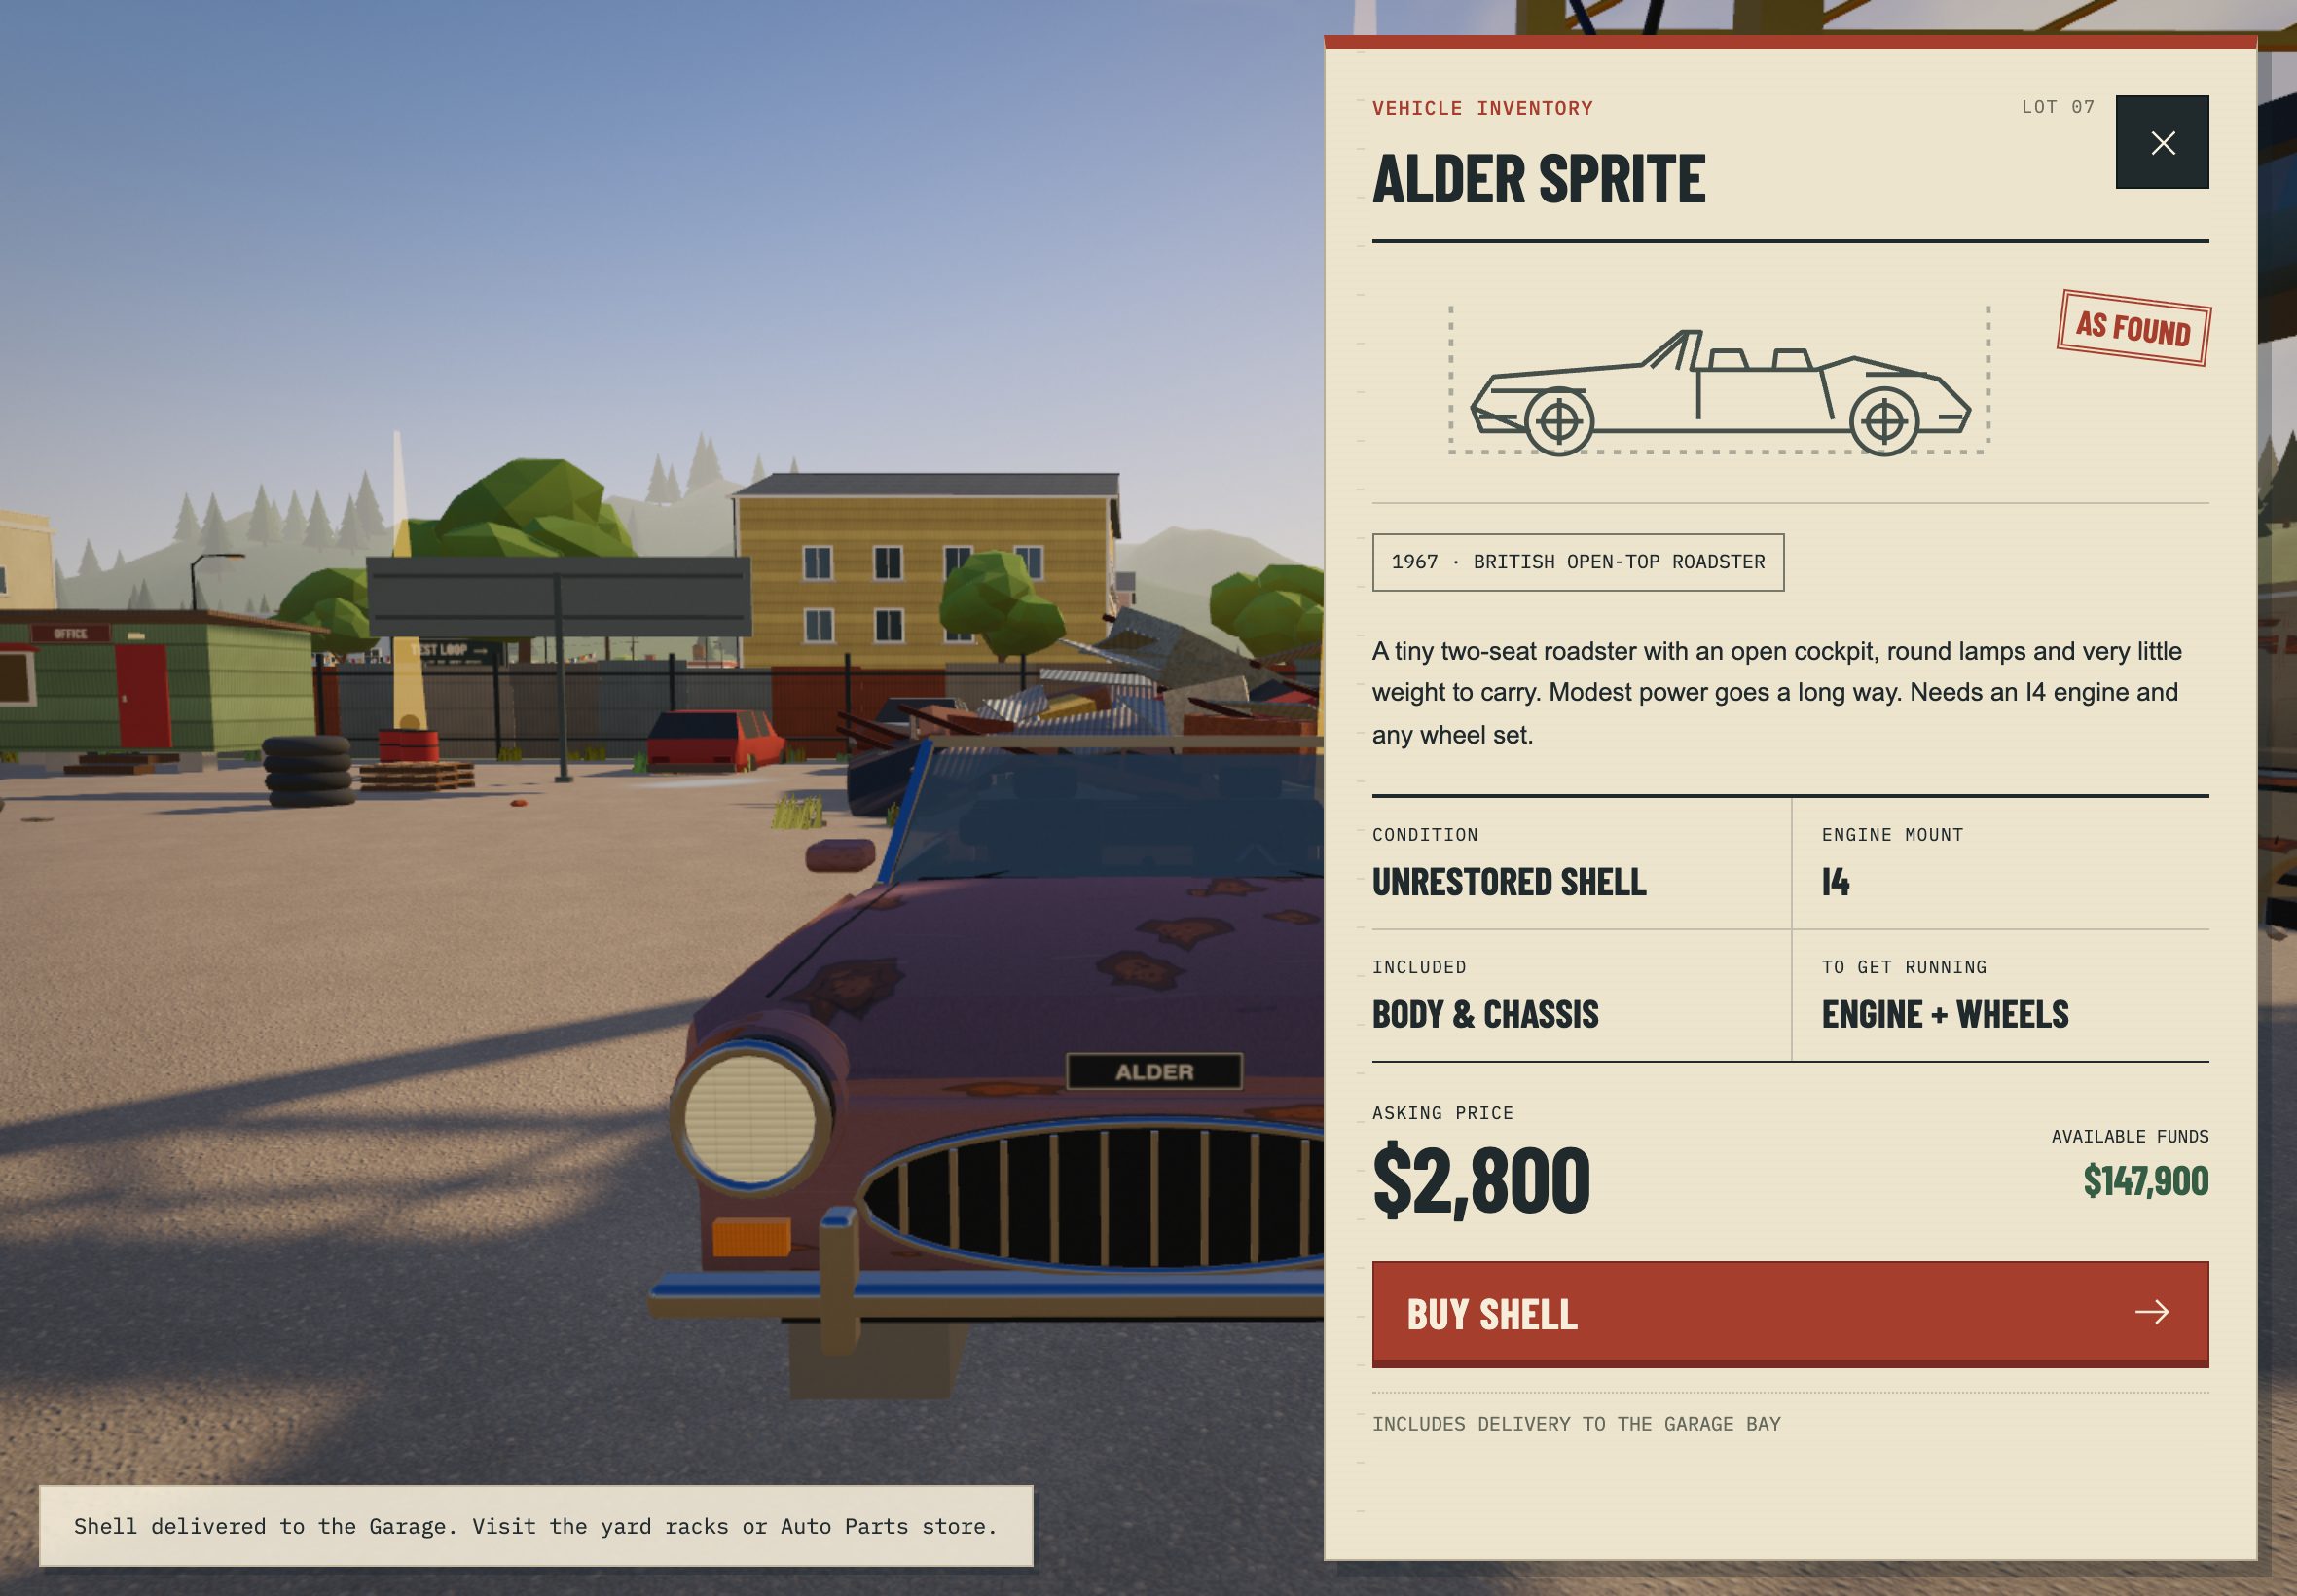 VEHICLE INVENTORY
LOT 07
ALDER SPRITE
AS FOUND
1967 · BRITISH OPEN-TOP ROADSTER
A tiny two-seat roadster with an open cockpit, round lamps and very little
weight to carry. Modest power goes a long way. Needs an I4 engine and
any wheel set.
CONDITION
UNRESTORED SHELL
ENGINE MOUNT
I4
INCLUDED
BODY & CHASSIS
TO GET RUNNING
ENGINE + WHEELS
ASKING PRICE
$2,800
AVAILABLE FUNDS
$147,900
BUY SHELL
INCLUDES DELIVERY TO THE GARAGE BAY
OFFICE
TEST LOOP →
ALDER
Shell delivered to the Garage. Visit the yard racks or Auto Parts store.